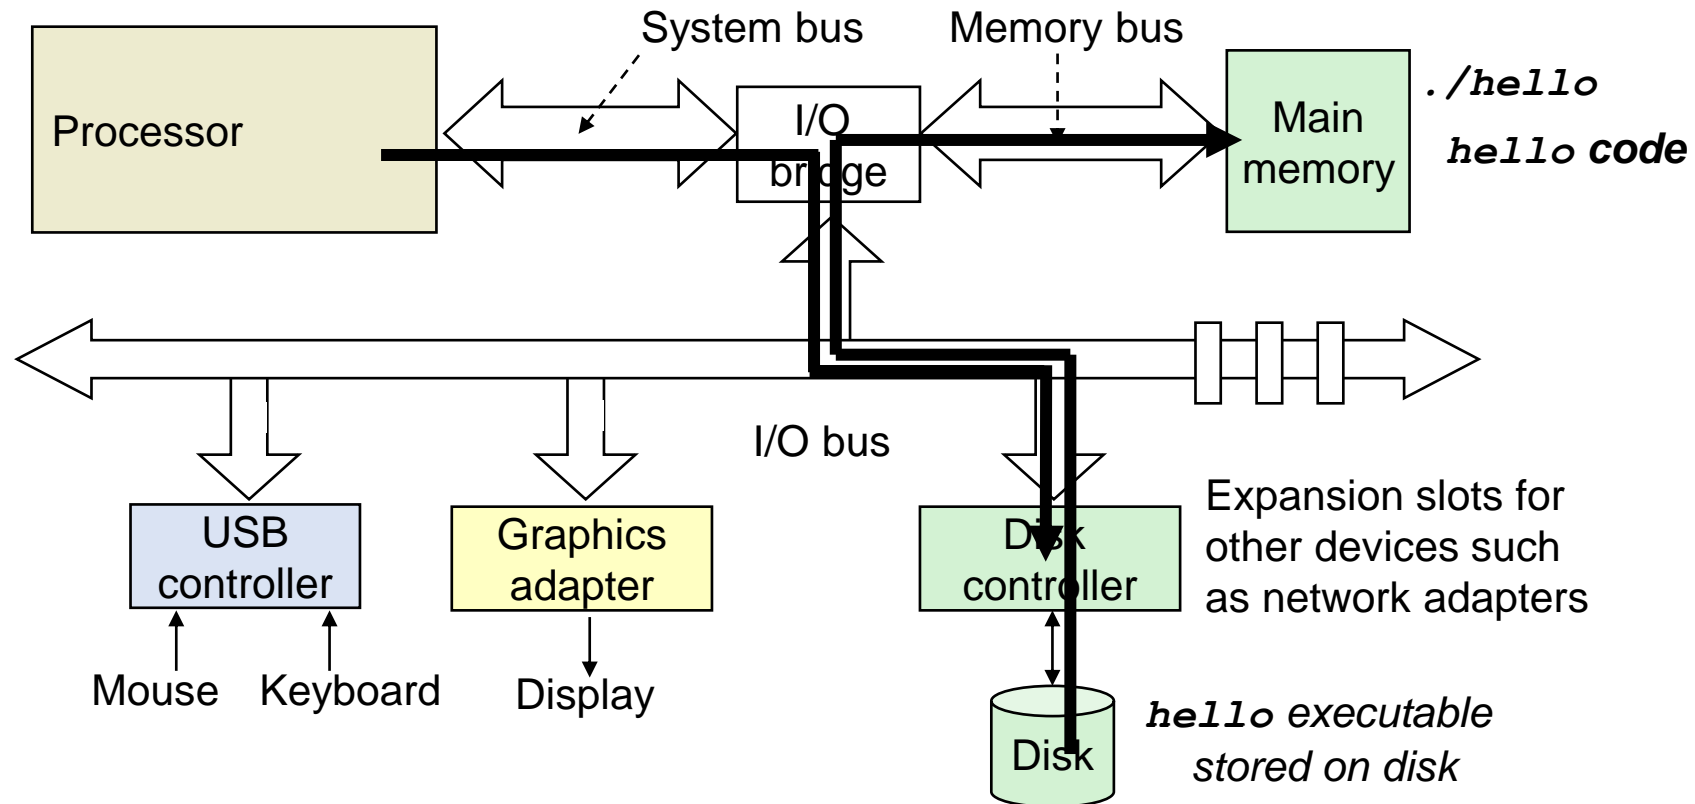 System bus
Memory bus
Processor
I/O
bridge
Main
memory
./hello
hello code
I/O bus
USB
controller
Graphics
adapter
Disk
controller
Expansion slots for
other devices such
as network adapters
Mouse
Keyboard
Display
Disk
hello executable
stored on disk